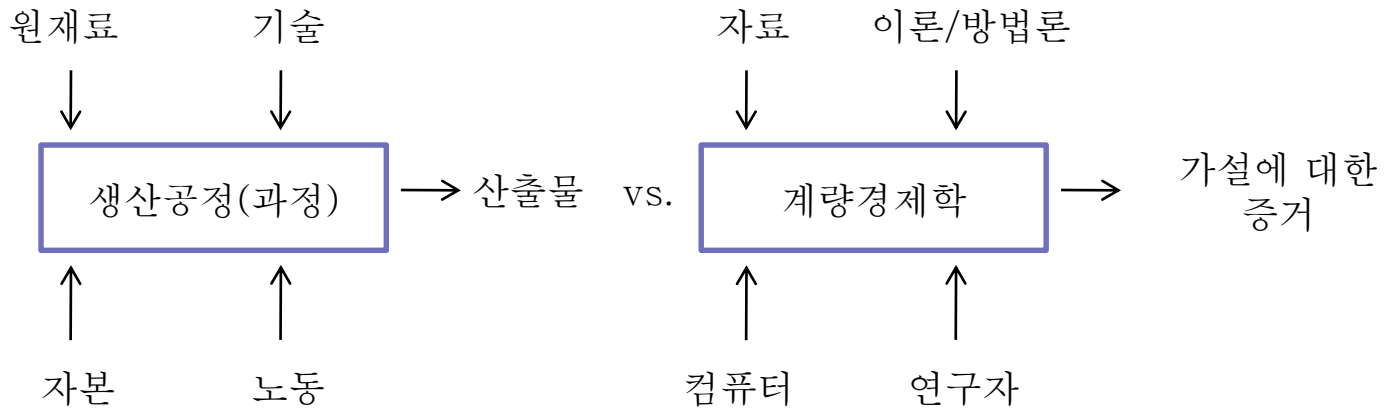 원재료 기술 자료 이론/방법론
생산공정(과정) 산출물 vs. 계량경제학 가설에 대한
증거
자본 노동 컴퓨터 연구자